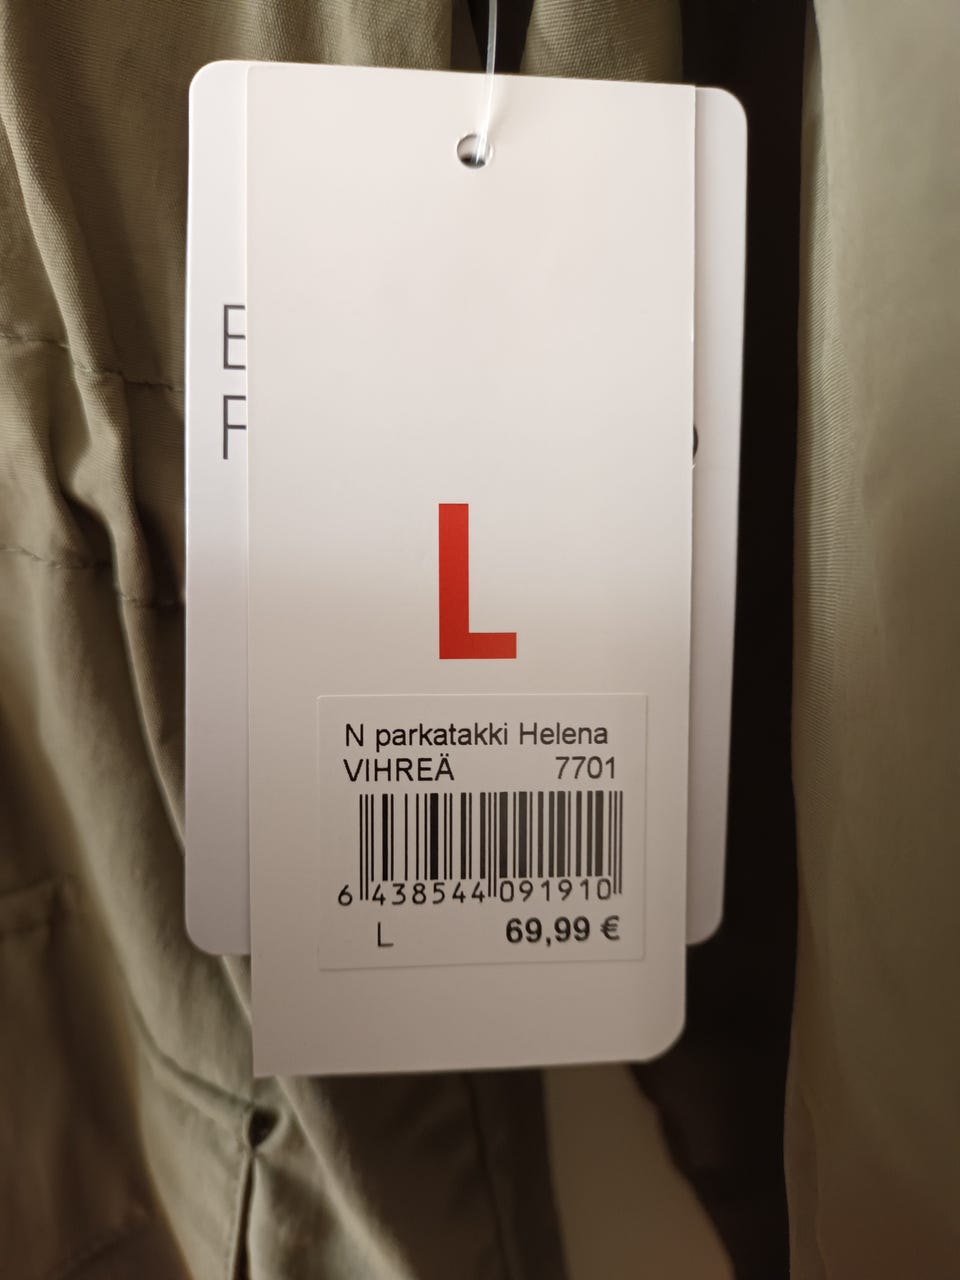 E
F
L
N parkatakki Helena
VIHREÄ 7701
6 438544 091910
L 69,99 €